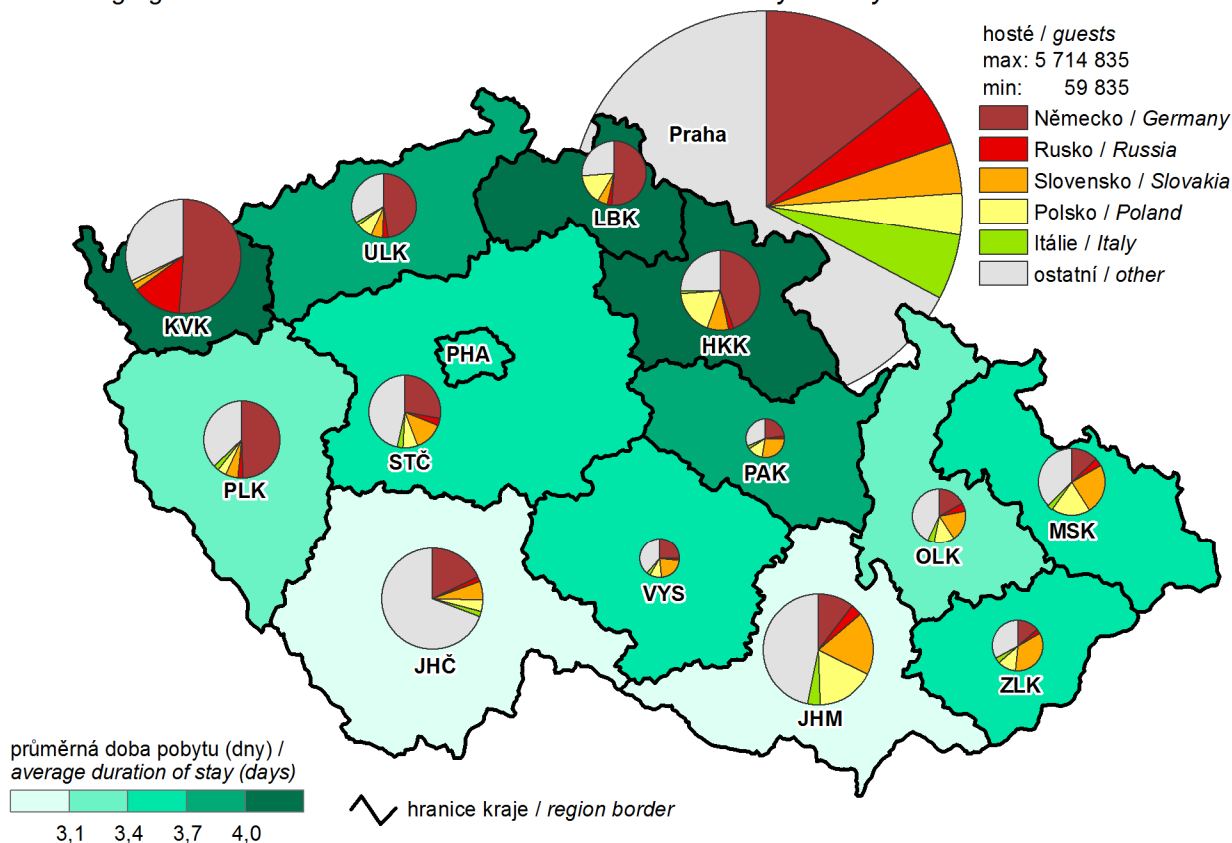 hosté / guests
max: 5 714 835
min: 59 835
Německo / Germany
Rusko / Russia
Slovensko / Slovakia
Polsko / Poland
Itálie / Italy
ostatní / other
Praha
LBK
ULK
KVK
HKK
PHA
STČ
PLK
PAK
OLK
MSK
VYS
JHČ
ZLK
JHM
průměrná doba pobytu (dny) /
average duration of stay (days)
3,1 3,4 3,7 4,0
hranice kraje / region border